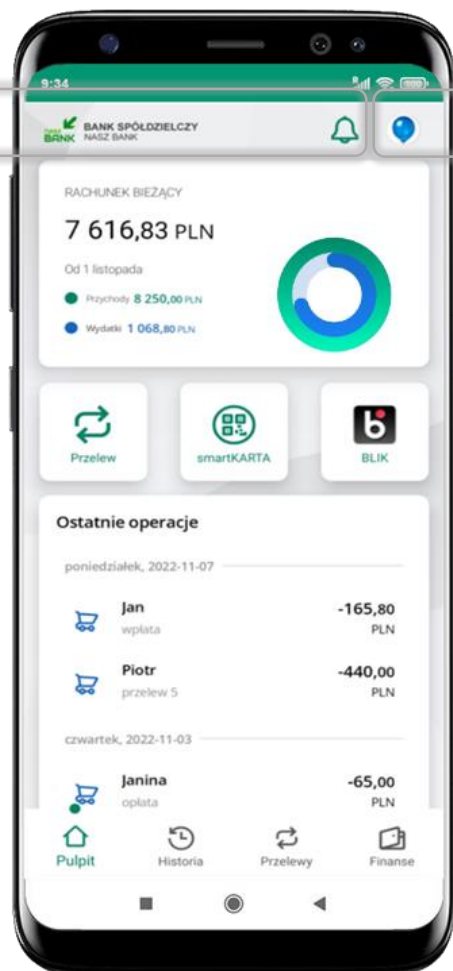 9:34
100
nasz
BANK
BANK SPÓŁDZIELCZY
NASZ BANK
RACHUNEK BIEŻĄCY
7 616,83 PLN
Od 1 listopada
Przychody 8 250,00 PLN
Wydatki 1 068,80 PLN
Przelew
smartKARTA
BLIK
Ostatnie operacje
poniedziałek, 2022-11-07
Jan -165,80
wpłata PLN
Piotr -440,00
przelew 5 PLN
czwartek, 2022-11-03
Janina -65,00
opłata PLN
Pulpit Historia Przelewy Finanse